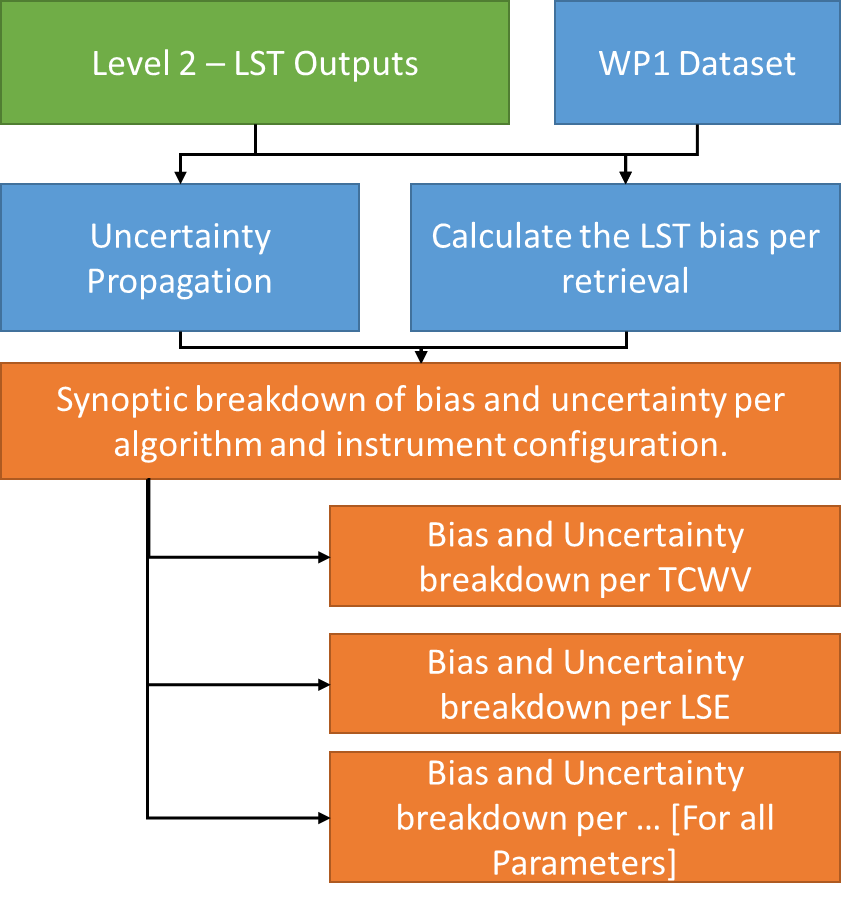 Level 2 – LST Outputs
WP1 Dataset
Uncertainty
Propagation
Calculate the LST bias per
retrieval
Synoptic breakdown of bias and uncertainty per
algorithm and instrument configuration.
Bias and Uncertainty
breakdown per TCWV
Bias and Uncertainty
breakdown per LSE
Bias and Uncertainty
breakdown per ... [For all
Parameters]